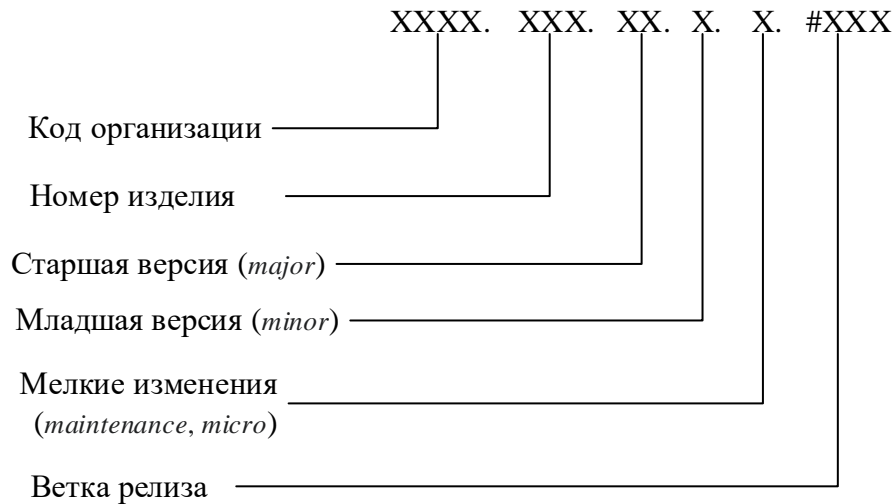 XXXX. XXX. XX. X. X. #XXX
Код организации
Номер изделия
Старшая версия (major)
Младшая версия (minor)
Мелкие изменения
(maintenance, micro)
Ветка релиза